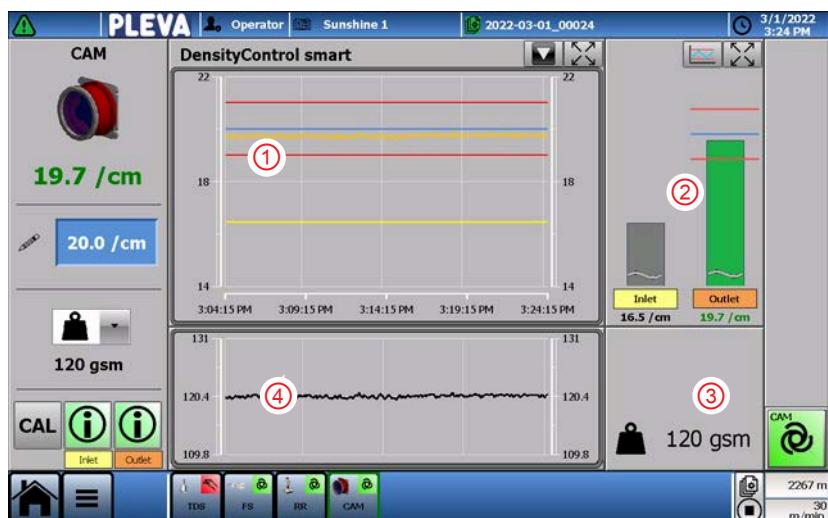 PLEVA Operator Sunshine 1 2022-03-01_00024 3/1/2022
3:24 PM
CAM
DensityControl smart
22 22
18 18
14 14
3:04:15 PM 3:09:15 PM 3:14:15 PM 3:19:15 PM 3:24:15 PM
1
19.7 /cm
20.0 /cm
120 gsm
CAL
Inlet Outlet
2
Inlet Outlet
16.5 /cm 19.7 /cm
131 131
120.4 120.4
109.8 109.8
4
3
120 gsm
CAM
TDS FS RR CAM
2267 m
30
m/min